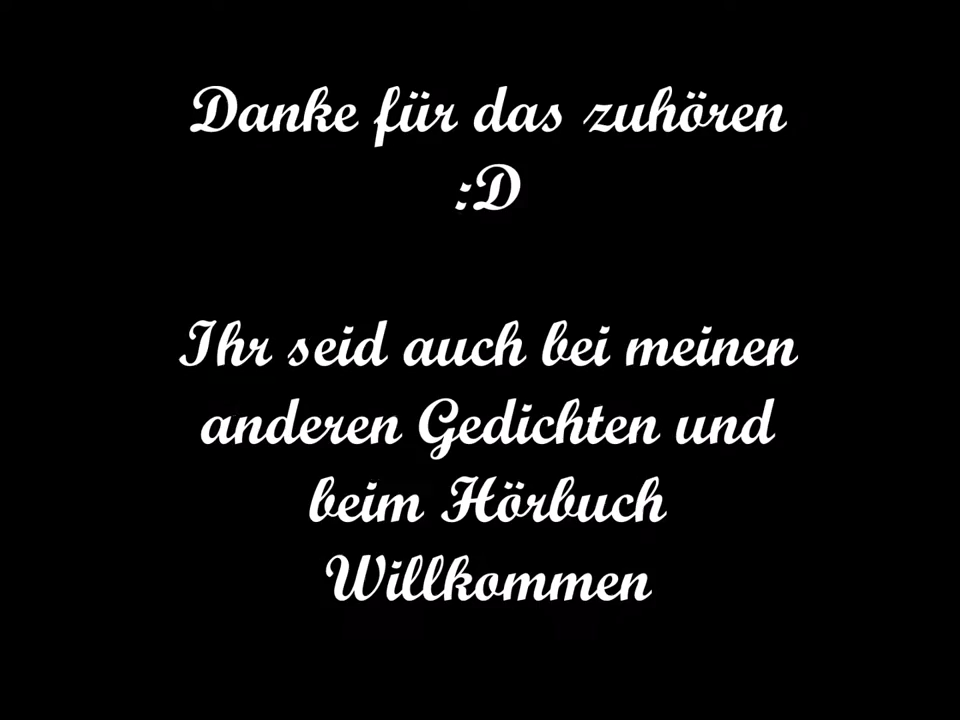 Danke für das zuhören
:D
Ihr seid auch bei meinen
anderen Gedichten und
beim Hörbuch
Willkommen